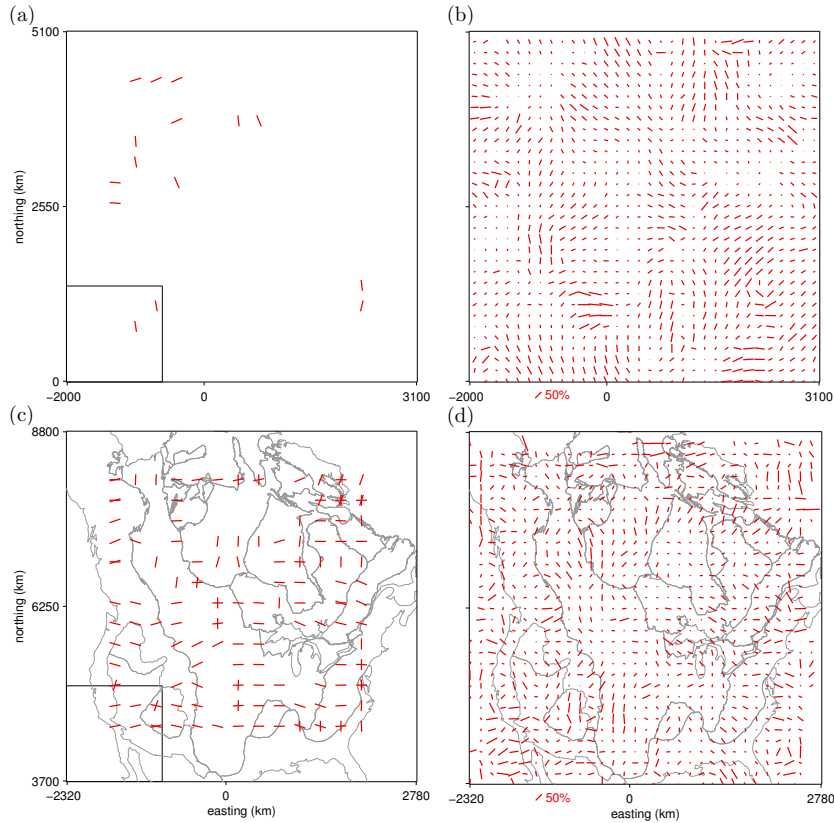 (a) (b)
5100
northing (km)
2550
0
−2000 0 3100 −2000 0 3100
50%
(c) (d)
8800
northing (km)
6250
3700
−2320 0 2780 −2320 0 2780
easting (km) 50% easting (km)